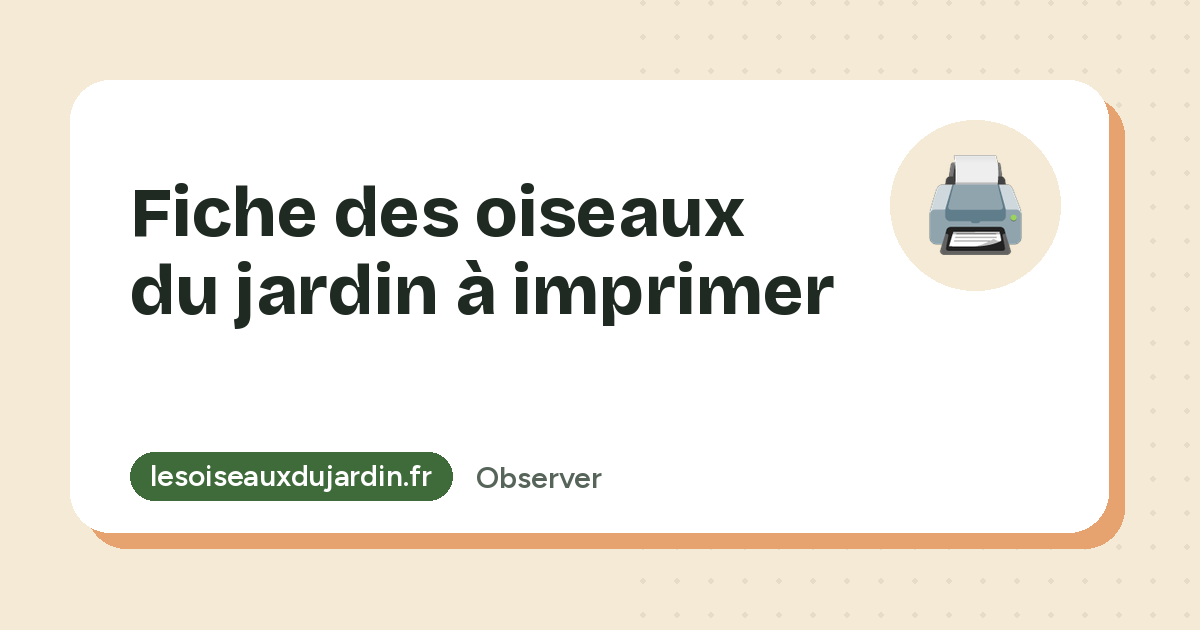 Fiche des oiseaux
du jardin à imprimer
lesoiseauxdujardin.fr
Observer